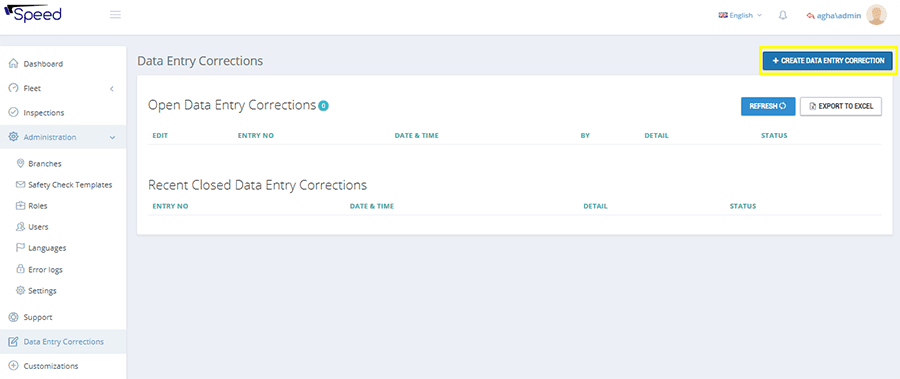 Speed
English
agha\admin
Dashboard
Data Entry Corrections
+ CREATE DATA ENTRY CORRECTION
Fleet
Inspections
Administration
Branches
Safety Check Templates
Roles
Users
Languages
Error logs
Settings
Support
Data Entry Corrections
Customizations
Open Data Entry Corrections 0
REFRESH
EXPORT TO EXCEL
EDIT ENTRY NO DATE & TIME BY DETAIL STATUS
Recent Closed Data Entry Corrections
ENTRY NO DATE & TIME DETAIL STATUS